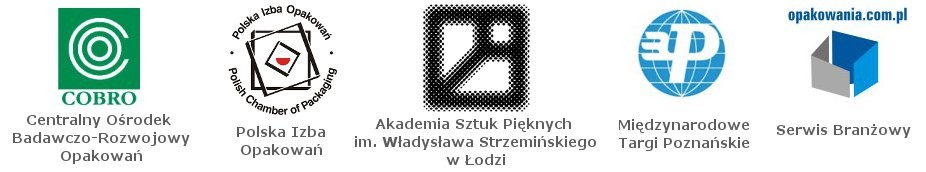 COBRO
Centralny Ośrodek
Badawczo-Rozwojowy
Opakowań
Polska Izba Opakowań
Polish Chamber of Packaging
Polska Izba
Opakowań
Akademia Sztuk Pięknych
im. Władysława Strzemińskiego
w Łodzi
Międzynarodowe
Targi Poznańskie
opakowania.com.pl
Serwis Branżowy